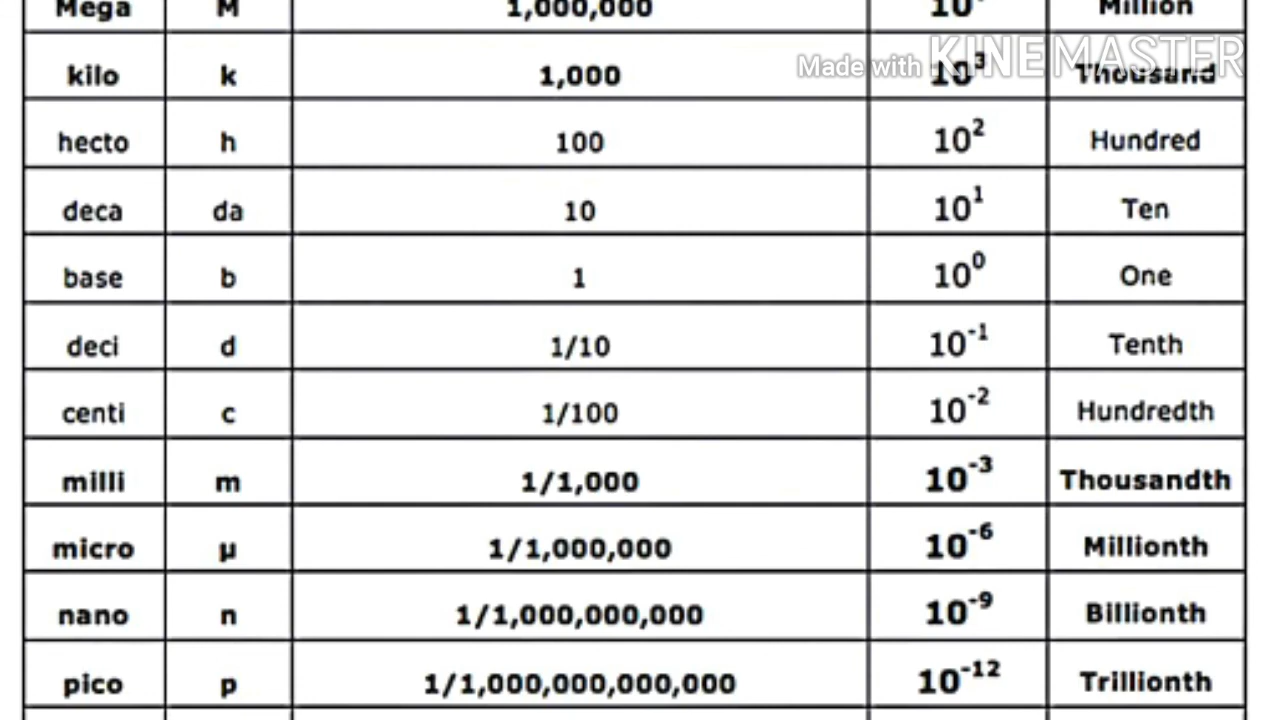 Mega M 1,000,000 Million
Made with KINEMASTER
kilo k 1,000 10³ Thousand
hecto h 100 10² Hundred
deca da 10 10¹ Ten
base b 1 10⁰ One
deci d 1/10 10⁻¹ Tenth
centi c 1/100 10⁻² Hundredth
milli m 1/1,000 10⁻³ Thousandth
micro µ 1/1,000,000 10⁻⁶ Millionth
nano n 1/1,000,000,000 10⁻⁹ Billionth
pico p 1/1,000,000,000,000 10⁻¹² Trillionth